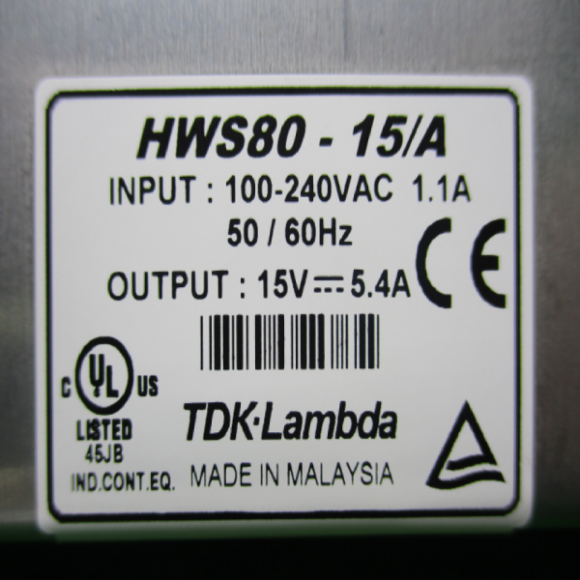 HWS80 - 15/A
INPUT : 100-240VAC 1.1A
50 / 60Hz
OUTPUT : 15V⎓5.4A
CE
C UL US
LISTED
45JB
IND.CONT.EQ.
TDK·Lambda
MADE IN MALAYSIA